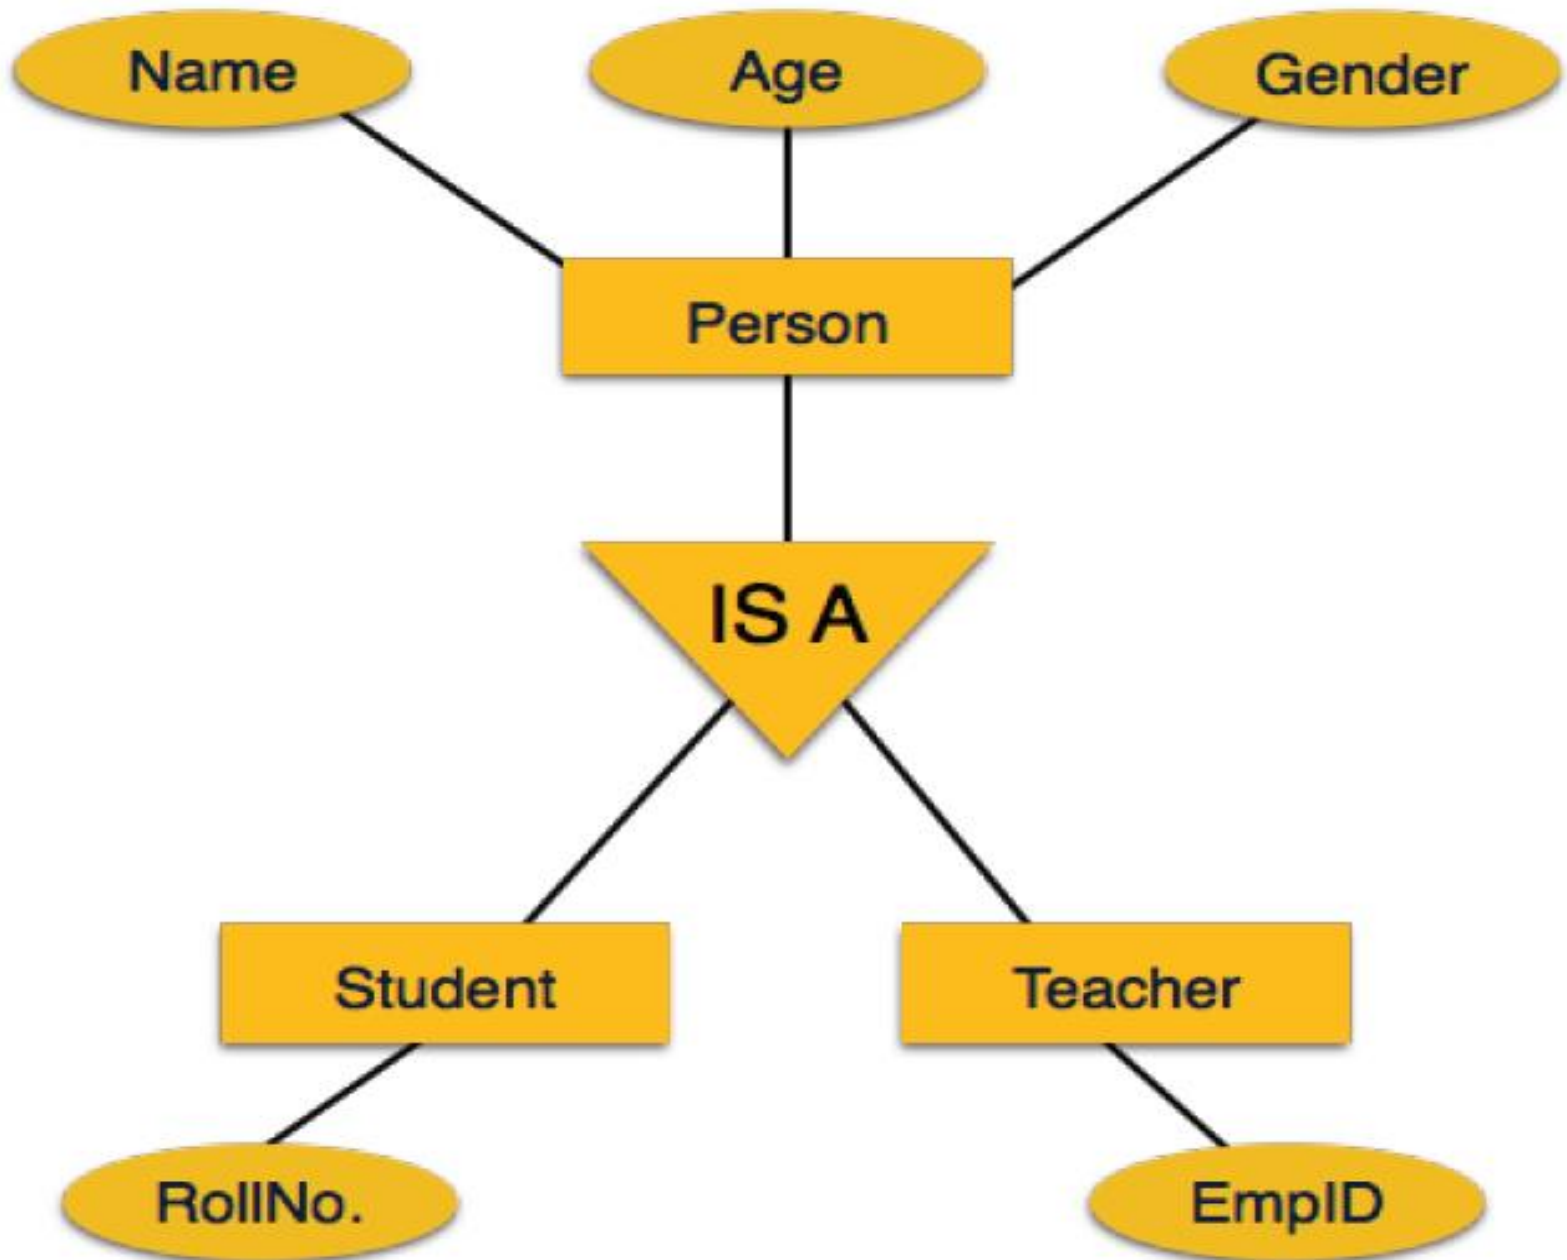 Name
Age
Gender
Person
IS A
Student
Teacher
RollNo.
EmpID